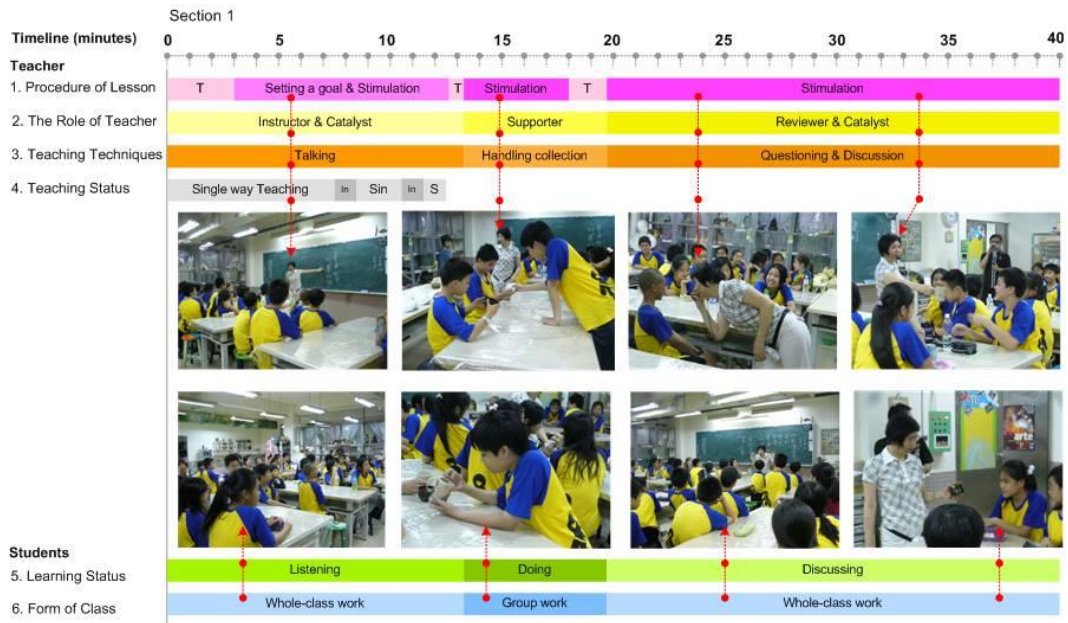 Section 1
Timeline (minutes) 0 5 10 15 20 25 30 35 40
Teacher
1. Procedure of Lesson T Setting a goal & Stimulation T Stimulation T Stimulation
2. The Role of Teacher Instructor & Catalyst Supporter Reviewer & Catalyst
3. Teaching Techniques Talking Handling collection Questioning & Discussion
4. Teaching Status Single way Teaching In Sin In S
arte
Students
5. Learning Status Listening Doing Discussing
6. Form of Class Whole-class work Group work Whole-class work